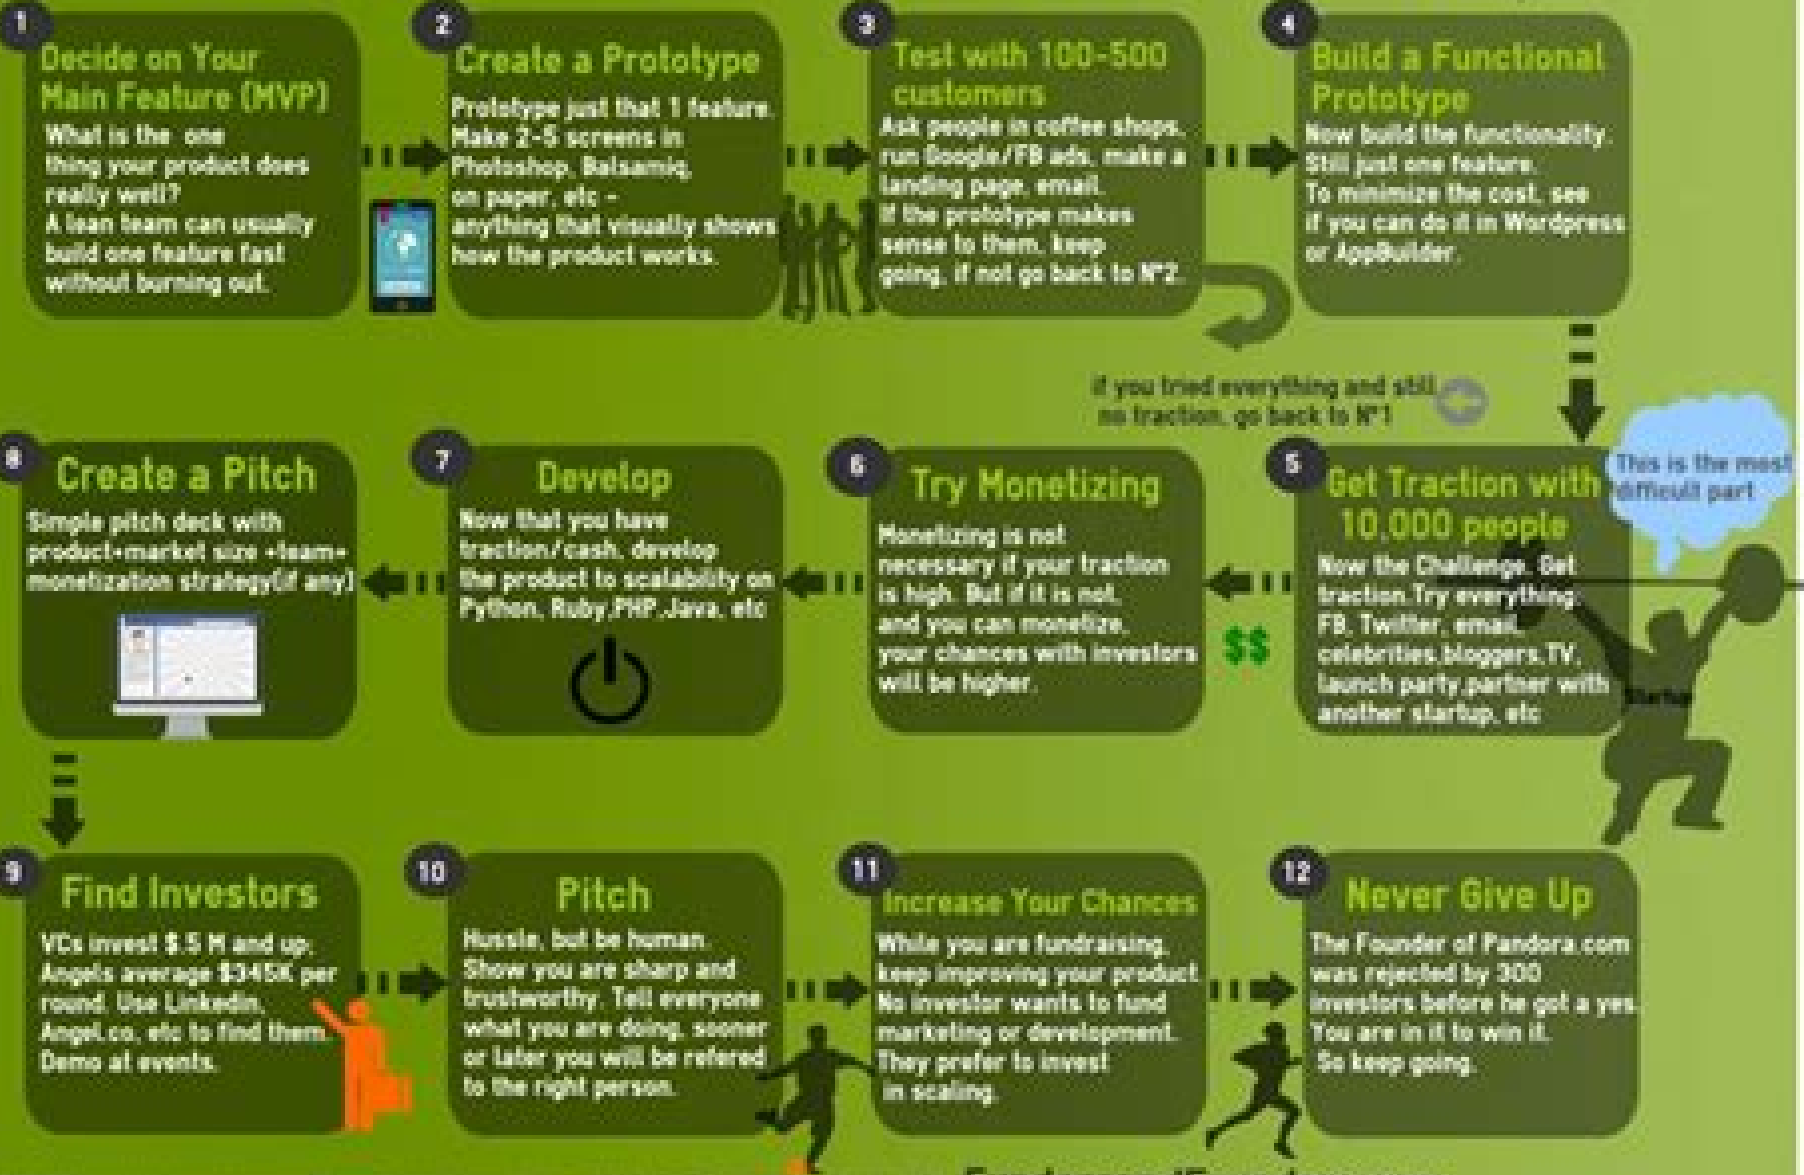 1
Decide on Your
Main Feature (MVP)
What is the one
thing your product does
really well?
A lean team can usually
build one feature fast
without burning out.
2
Create a Prototype
Prototype just that 1 feature.
Make 2-5 screens in
Photoshop, Balsamiq,
on paper, etc -
anything that visually shows
how the product works.
3
Test with 100-500
customers
Ask people in coffee shops,
run Google/FB ads, make a
landing page, email.
If the prototype makes
sense to them, keep
going, if not go back to Nº2.
4
Build a Functional
Prototype
Now build the functionality.
Still just one feature.
To minimize the cost, see
if you can do it in Wordpress
or AppBuilder.
if you tried everything and still
no traction, go back to Nº1
5
Get Traction with
10,000 people
Now the Challenge. Get
traction.Try everything:
FB, Twitter, email,
celebrities,bloggers,TV,
launch party,partner with
another startup, etc
This is the most
difficult part
Startup
6
Try Monetizing
Monetizing is not
necessary if your traction
is high. But if it is not,
and you can monetize,
your chances with investors
will be higher.
$$
7
Develop
Now that you have
traction/cash, develop
the product to scalability on
Python, Ruby,PHP,Java, etc
8
Create a Pitch
Simple pitch deck with
product+market size +team+
monetization strategy(if any)
9
Find Investors
VCs invest $.5 M and up;
Angels average $345K per
round. Use Linkedin,
Angel.co, etc to find them.
Demo at events.
10
Pitch
Hussle, but be human.
Show you are sharp and
trustworthy. Tell everyone
what you are doing, sooner
or later you will be refered
to the right person.
11
Increase Your Chances
While you are fundraising,
keep improving your product.
No investor wants to fund
marketing or development.
They prefer to invest
in scaling.
12
Never Give Up
The Founder of Pandora.com
was rejected by 300
investors before he got a yes.
You are in it to win it.
So keep going.